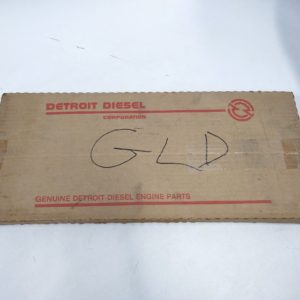 DETROIT DIESEL
CORPORATION
GLD
GENUINE DETROIT DIESEL ENGINE PARTS